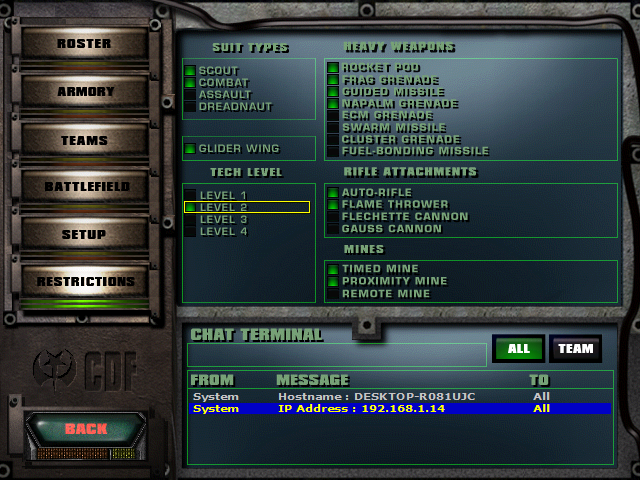 ROSTER
ARMORY
TEAMS
BATTLEFIELD
SETUP
RESTRICTIONS
CDF
BACK
SUIT TYPES
SCOUT
COMBAT
ASSAULT
DREADNAUT
GLIDER WING
TECH LEVEL
LEVEL 1
LEVEL 2
LEVEL 3
LEVEL 4
HEAVY WEAPONS
ROCKET POD
FRAG GRENADE
GUIDED MISSILE
NAPALM GRENADE
ECM GRENADE
SWARM MISSILE
CLUSTER GRENADE
FUEL-BONDING MISSILE
RIFLE ATTACHMENTS
AUTO-RIFLE
FLAME THROWER
FLECHETTE CANNON
GAUSS CANNON
MINES
TIMED MINE
PROXIMITY MINE
REMOTE MINE
CHAT TERMINAL
ALL TEAM
FROM MESSAGE TO
System Hostname : DESKTOP-R081UJC All
System IP Address : 192.168.1.14 All